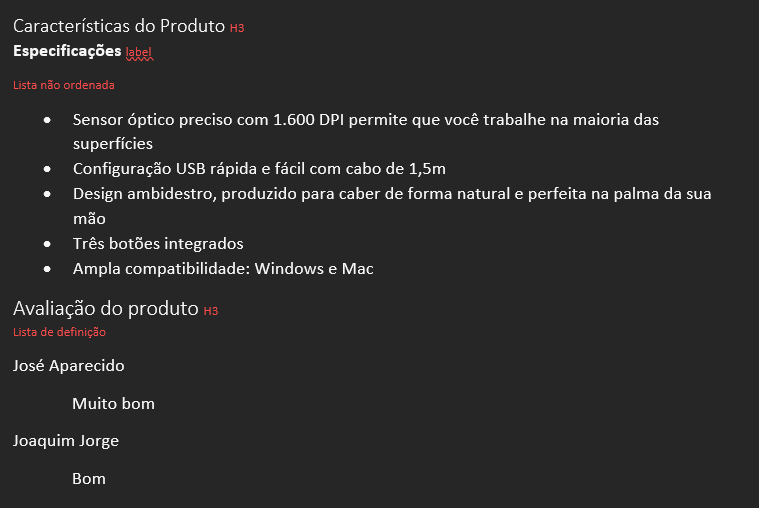 Características do Produto H3
Especificações label
Lista não ordenada
• Sensor óptico preciso com 1.600 DPI permite que você trabalhe na maioria das
superfícies
• Configuração USB rápida e fácil com cabo de 1,5m
• Design ambidestro, produzido para caber de forma natural e perfeita na palma da sua
mão
• Três botões integrados
• Ampla compatibilidade: Windows e Mac
Avaliação do produto H3
Lista de definição
José Aparecido
Muito bom
Joaquim Jorge
Bom